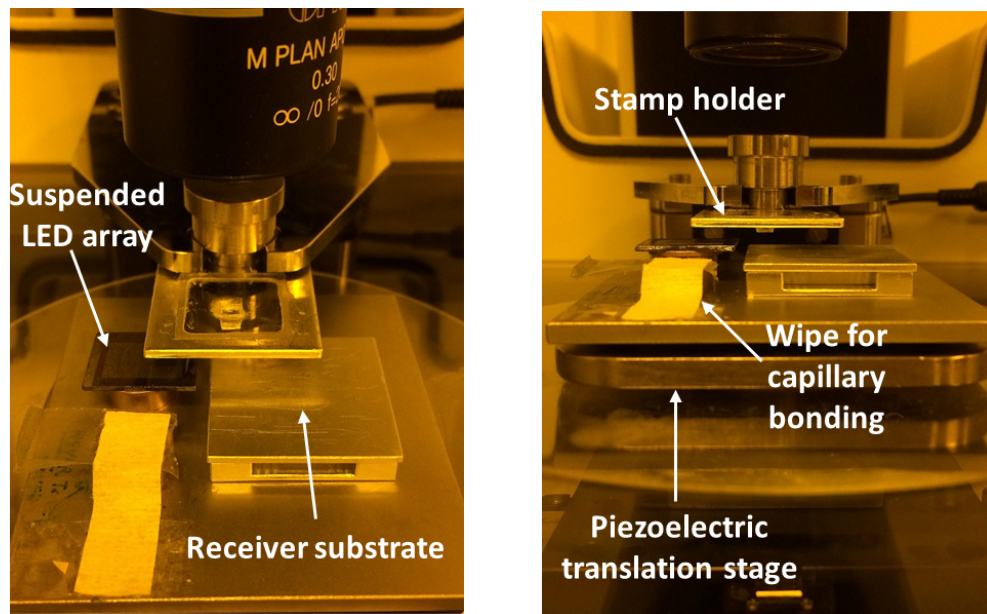 M PLAN APO
0.30
∞ /0 f=
Suspended
LED array
Receiver substrate
Stamp holder
Wipe for
capillary
bonding
Piezoelectric
translation stage